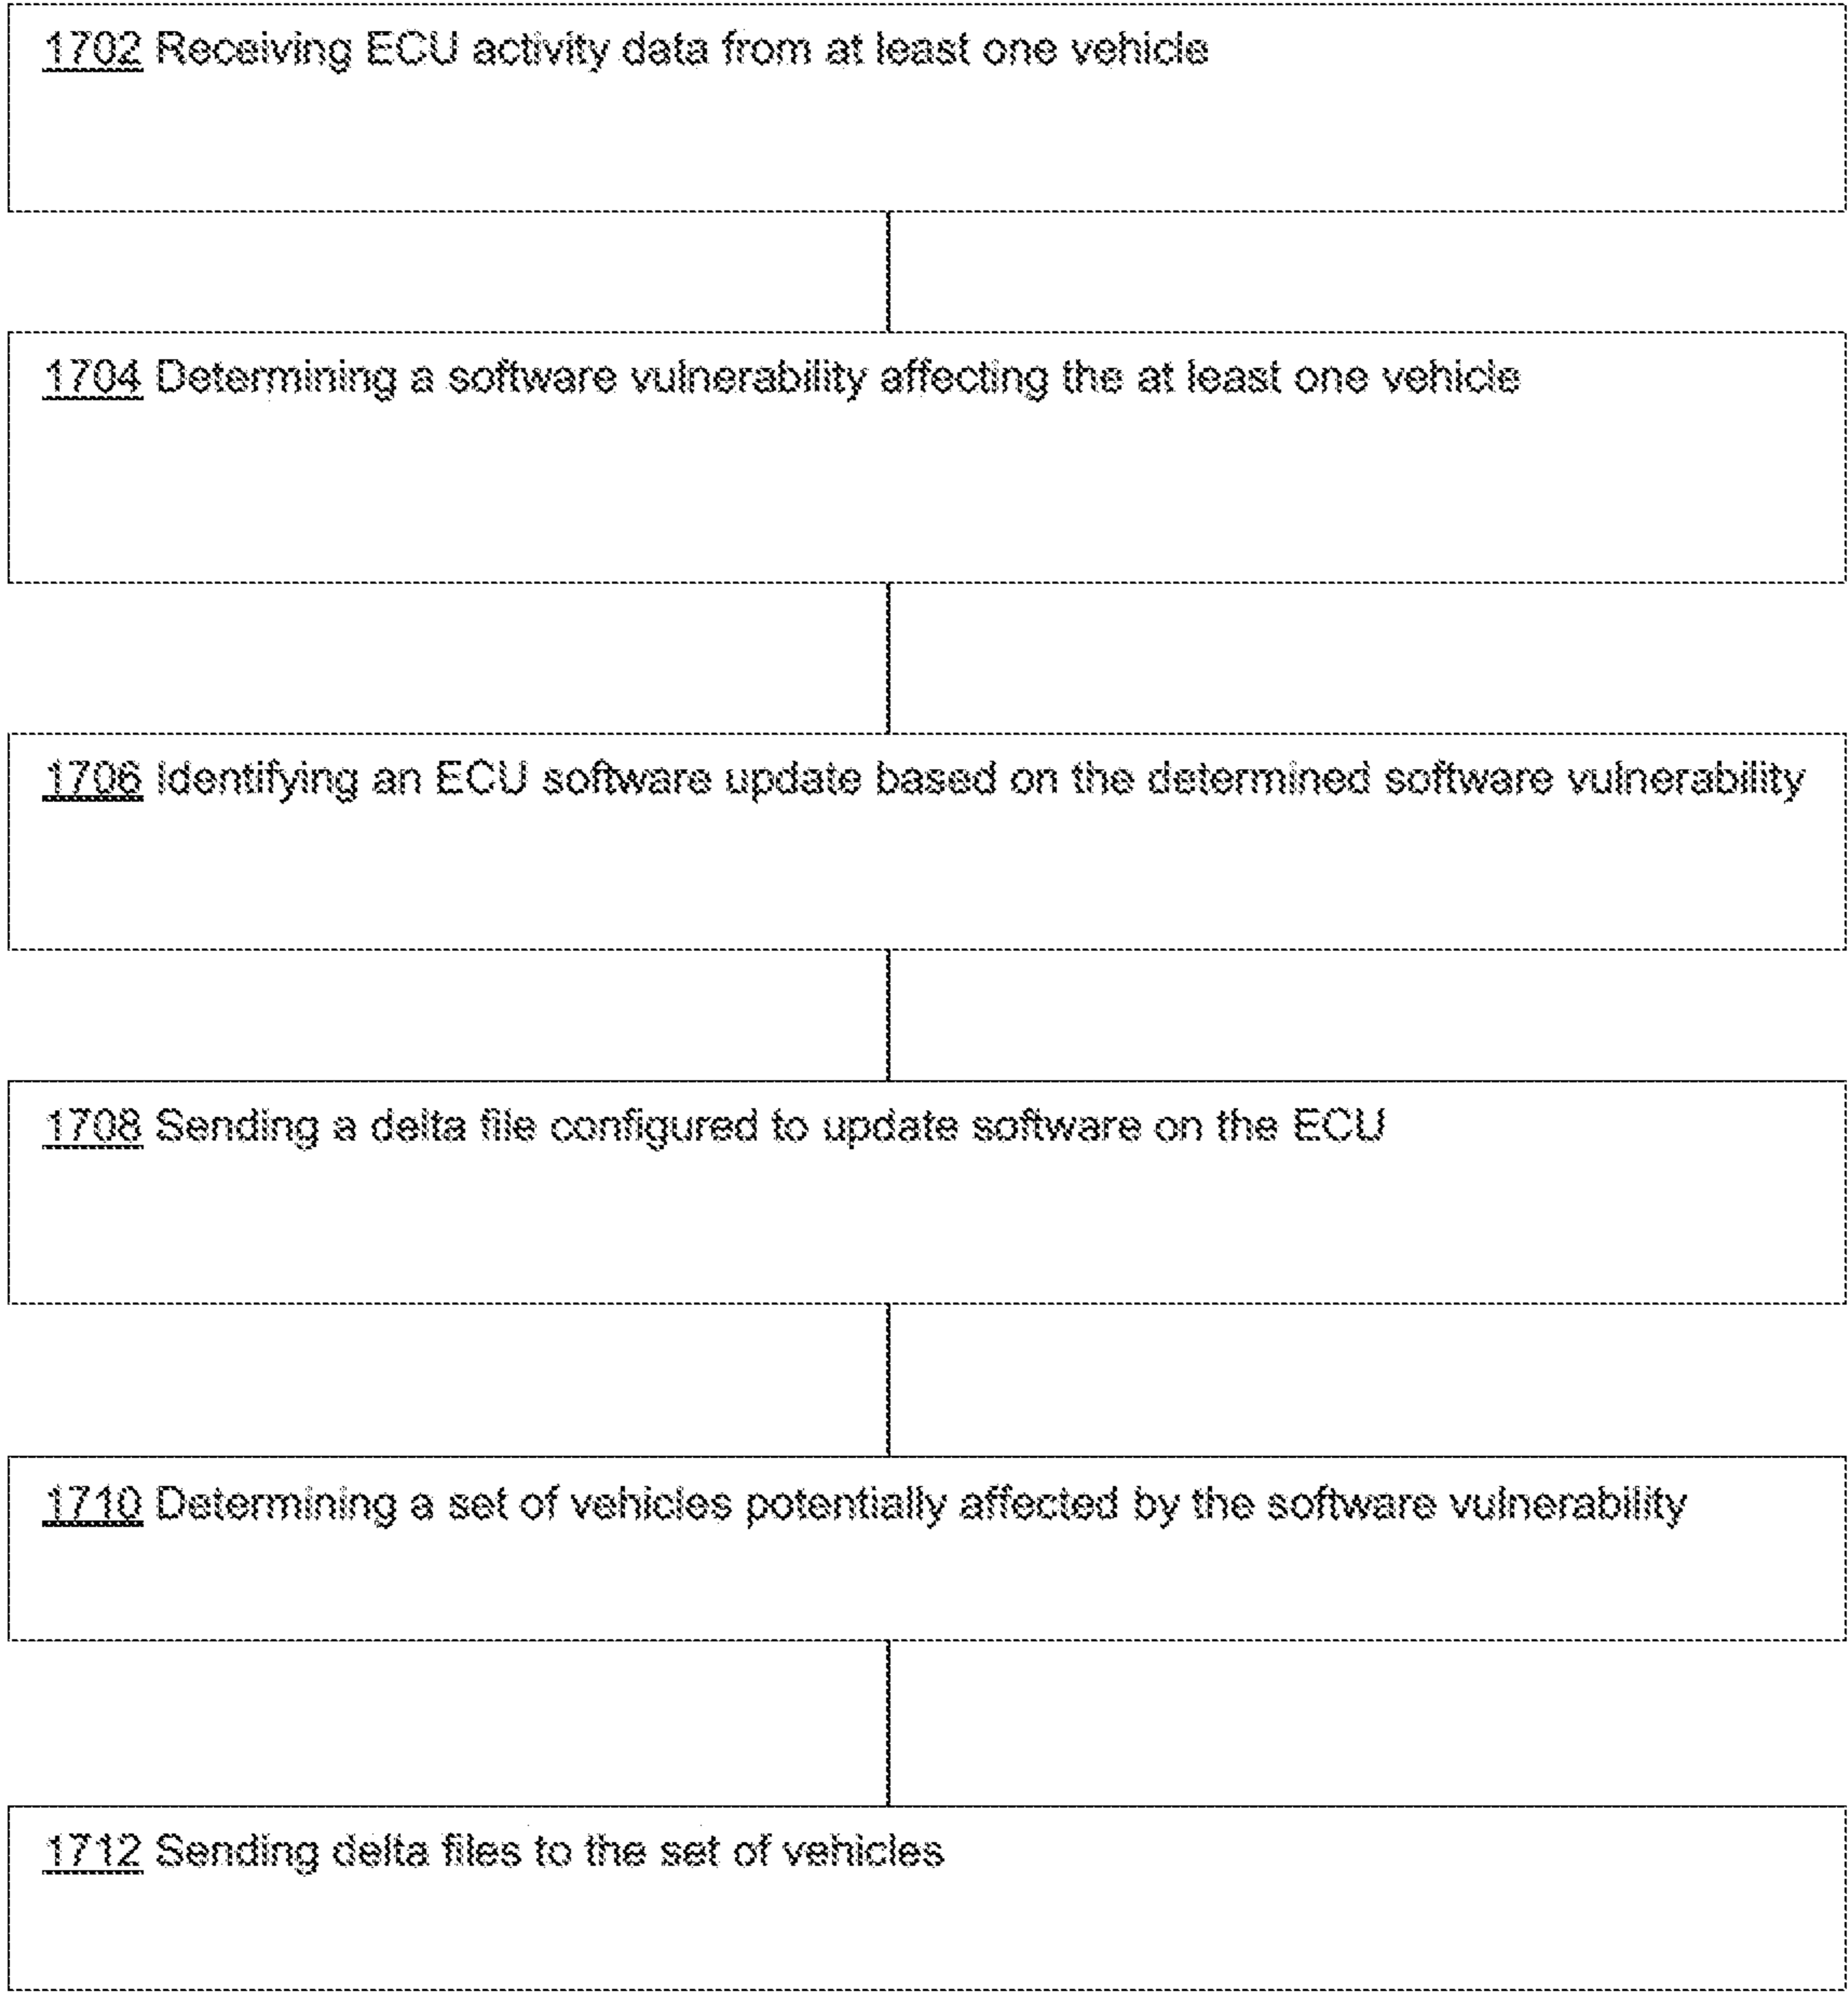 1702 Receiving ECU activity data from at least one vehicle
1704 Determining a software vulnerability affecting the at least one vehicle
1706 Identifying an ECU software update based on the determined software vulnerability
1708 Sending a delta file configured to update software on the ECU
1710 Determining a set of vehicles potentially affected by the software vulnerability
1712 Sending delta files to the set of vehicles